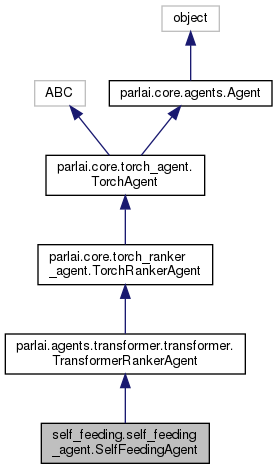 object
ABC
parlai.core.agents.Agent
parlai.core.torch_agent.
TorchAgent
parlai.core.torch_ranker
_agent.TorchRankerAgent
parlai.agents.transformer.transformer.
TransformerRankerAgent
self_feeding.self_feeding
_agent.SelfFeedingAgent